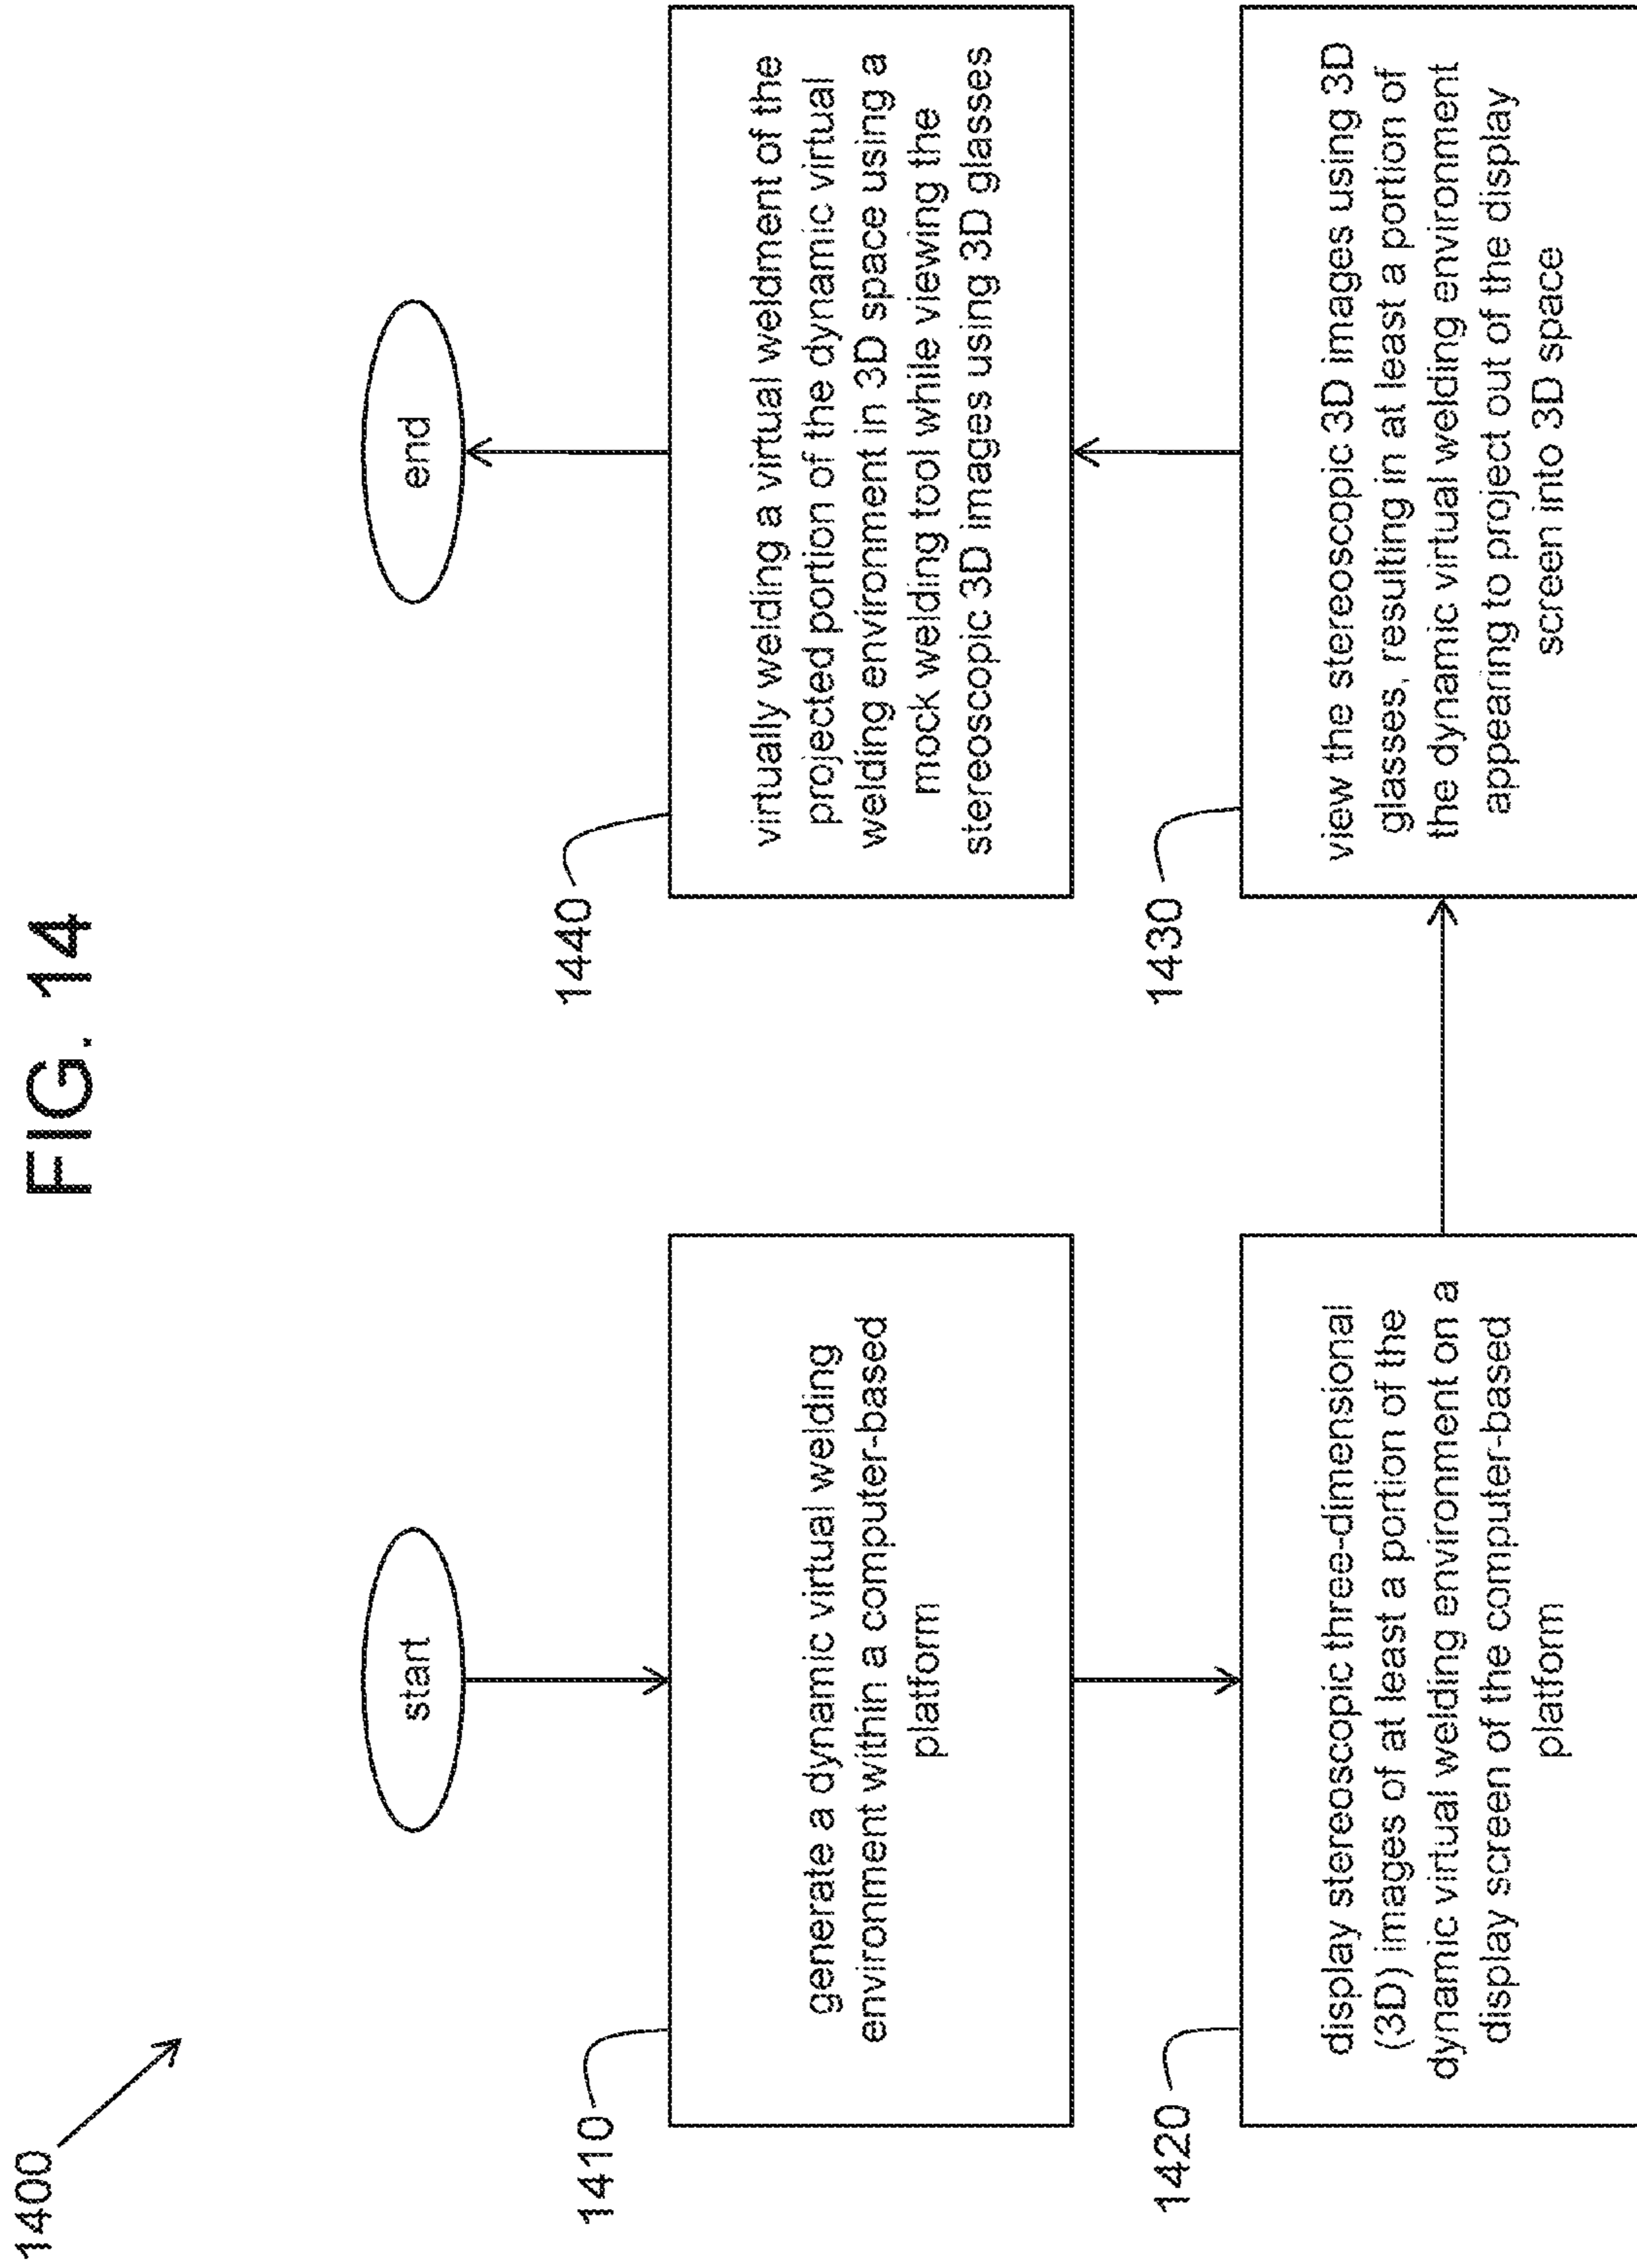 FIG. 14
1400
start
1410
generate a dynamic virtual welding
environment within a computer-based
platform
1420
display stereoscopic three-dimensional
(3D) images of at least a portion of the
dynamic virtual welding environment on a
display screen of the computer-based
platform
1430
view the stereoscopic 3D images using 3D
glasses, resulting in at least a portion of
the dynamic virtual welding environment
appearing to project out of the display
screen into 3D space
1440
virtually welding a virtual weldment of the
projected portion of the dynamic virtual
welding environment in 3D space using a
mock welding tool while viewing the
stereoscopic 3D images using 3D glasses
end